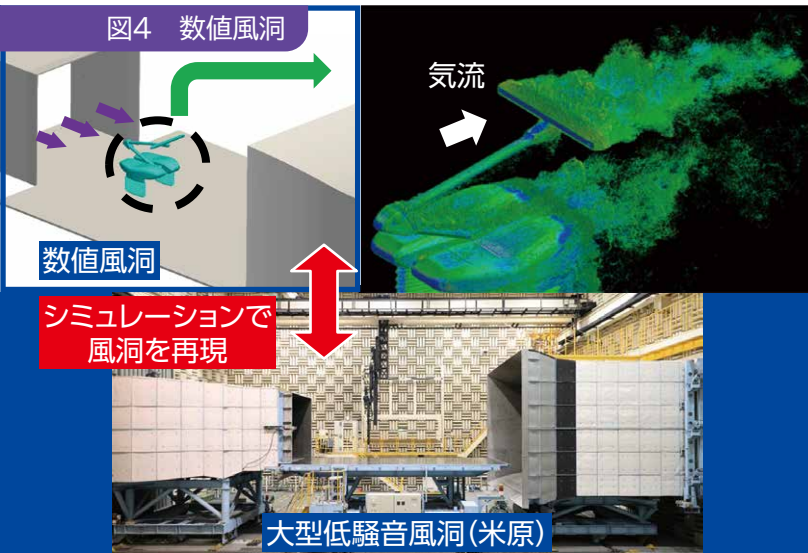 図4　数値風洞
気流
数値風洞
シミュレーションで
風洞を再現
大型低騒音風洞(米原)